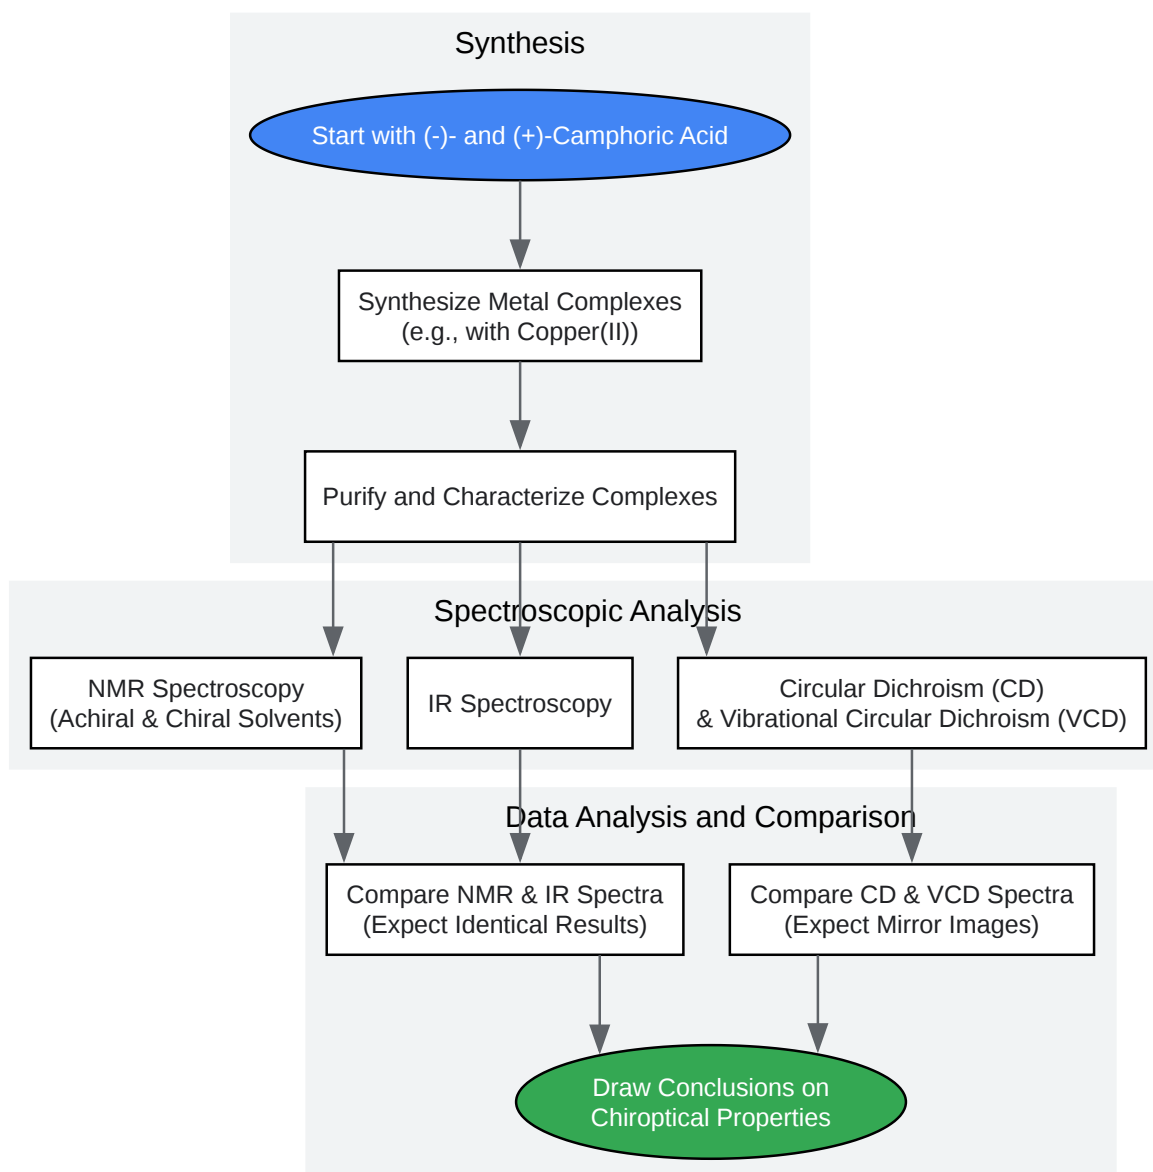 Synthesis
Start with (-)- and (+)-Camphoric Acid
Synthesize Metal Complexes
(e.g., with Copper(II))
Purify and Characterize Complexes
Spectroscopic Analysis
NMR Spectroscopy
(Achiral & Chiral Solvents)
IR Spectroscopy
Circular Dichroism (CD)
& Vibrational Circular Dichroism (VCD)
Data Analysis and Comparison
Compare NMR & IR Spectra
(Expect Identical Results)
Compare CD & VCD Spectra
(Expect Mirror Images)
Draw Conclusions on
Chiroptical Properties